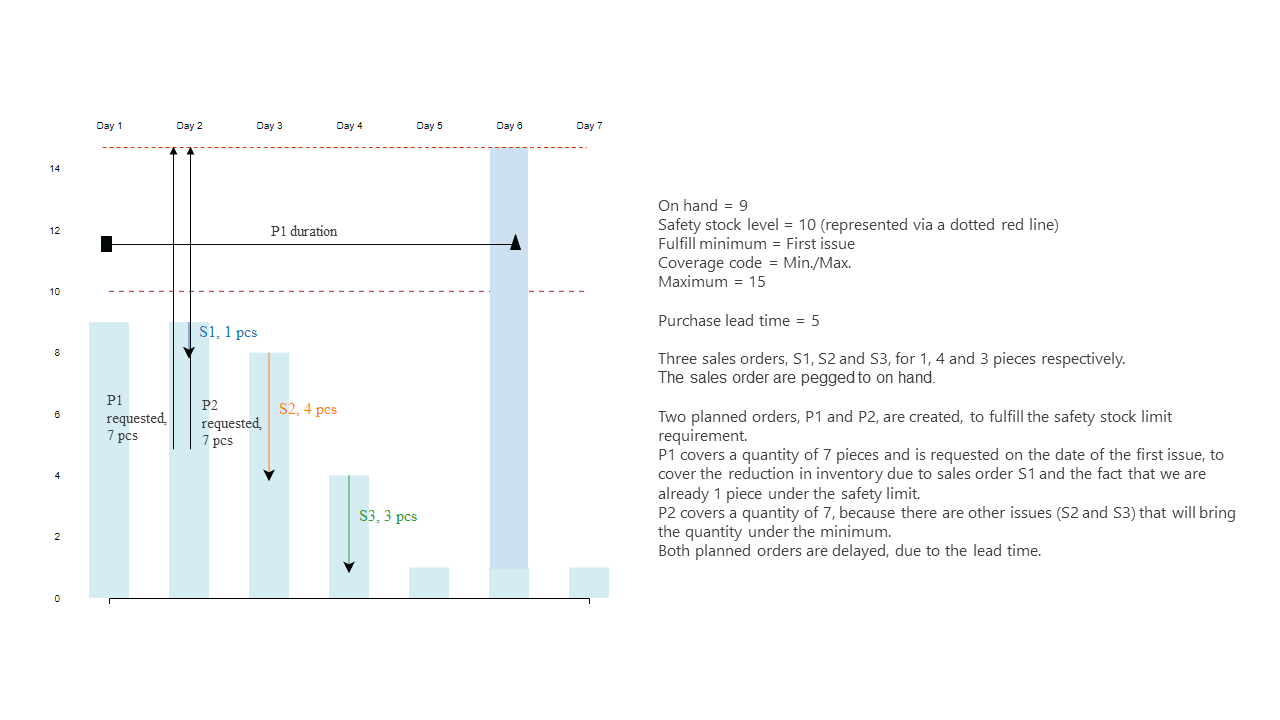 Day 1 Day 2 Day 3 Day 4 Day 5 Day 6 Day 7
14
12
10
8
6
4
2
0
P1 duration
S1, 1 pcs
S2, 4 pcs
S3, 3 pcs
P1
requested,
7 pcs
P2
requested,
7 pcs
On hand = 9
Safety stock level = 10 (represented via a dotted red line)
Fulfill minimum = First issue
Coverage code = Min./Max.
Maximum = 15
Purchase lead time = 5
Three sales orders, S1, S2 and S3, for 1, 4 and 3 pieces respectively.
The sales order are pegged to on hand.
Two planned orders, P1 and P2, are created, to fulfill the safety stock limit
requirement.
P1 covers a quantity of 7 pieces and is requested on the date of the first issue, to
cover the reduction in inventory due to sales order S1 and the fact that we are
already 1 piece under the safety limit.
P2 covers a quantity of 7, because there are other issues (S2 and S3) that will bring
the quantity under the minimum.
Both planned orders are delayed, due to the lead time.